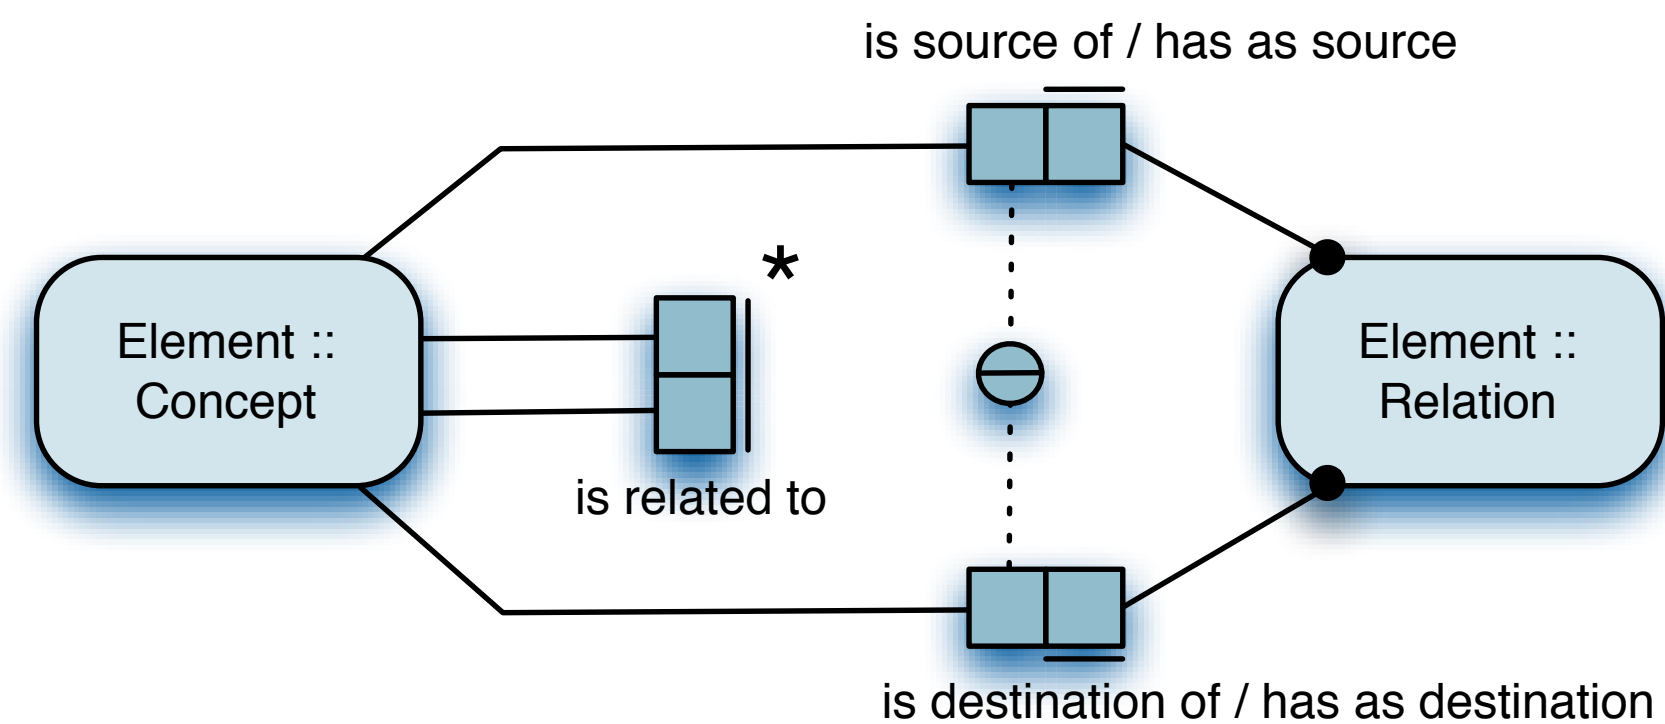 is source of / has as source
*
Element ::
Concept
Element ::
Relation
is related to
is destination of / has as destination